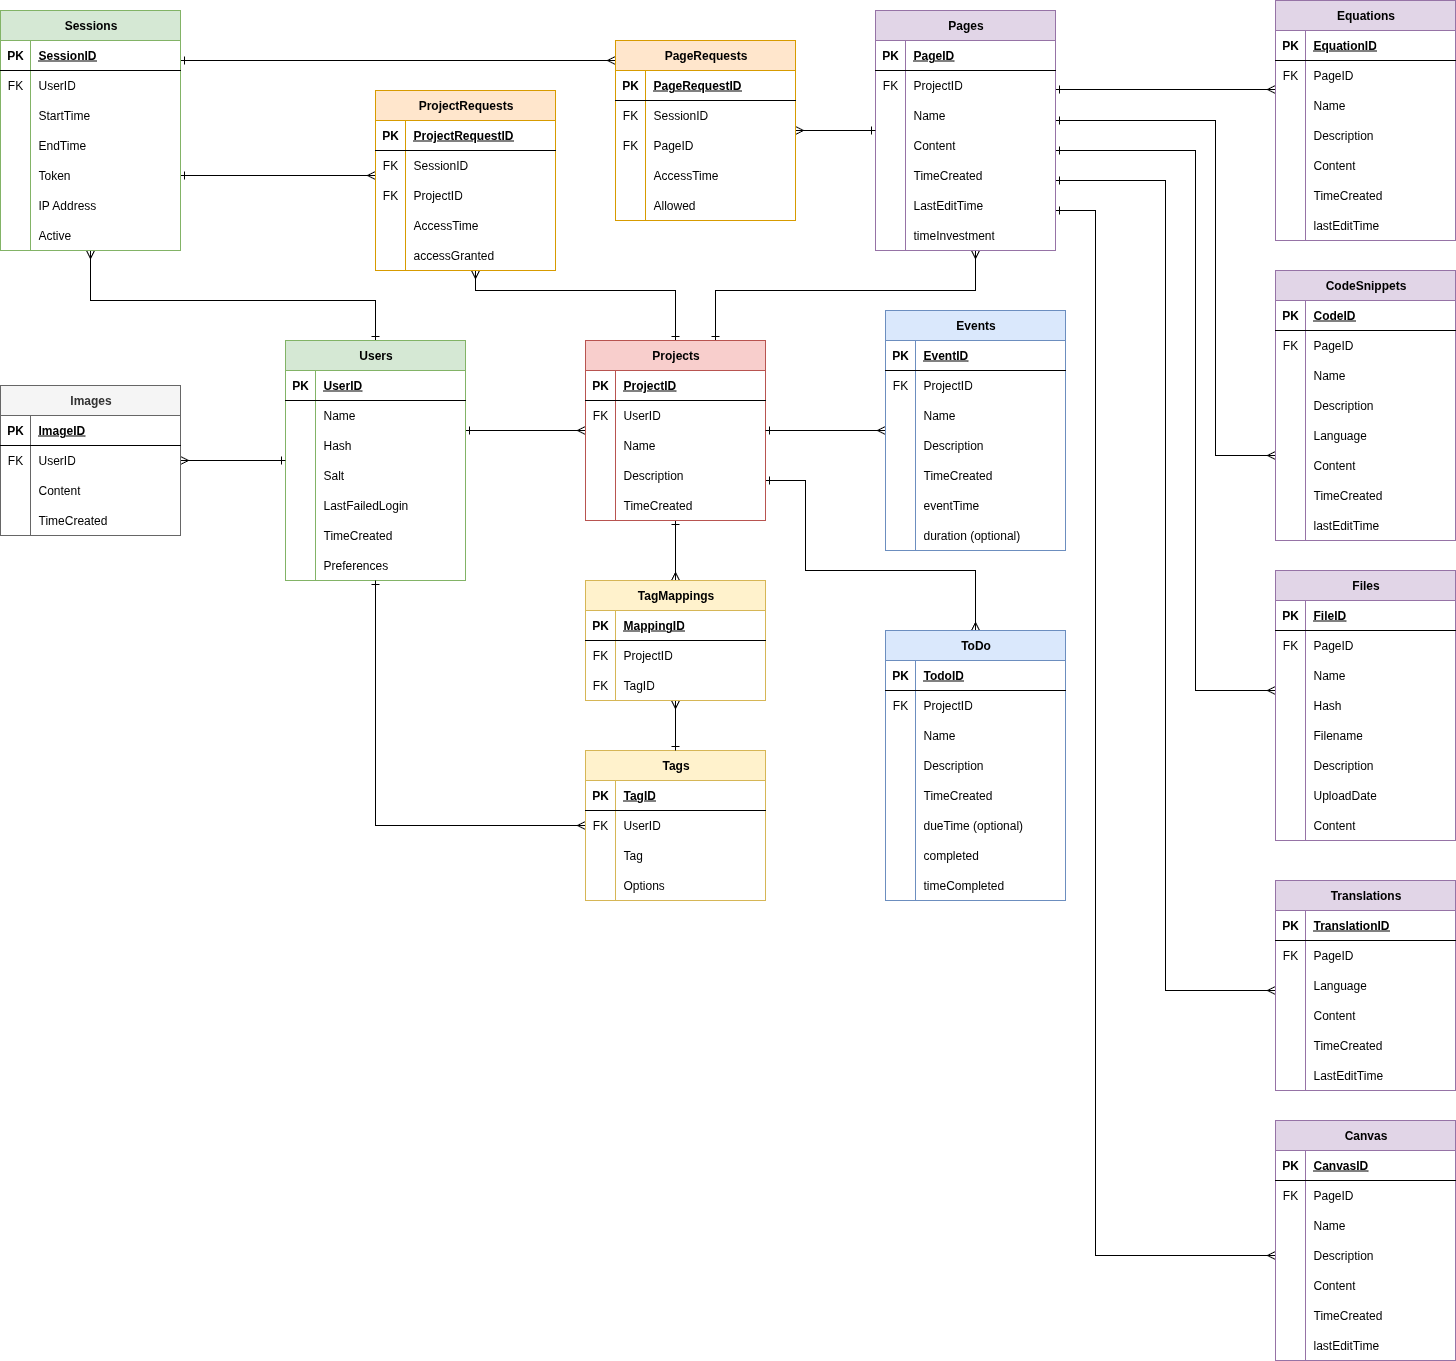 Sessions
PK SessionID
FK UserID
StartTime
EndTime
Token
IP Address
Active
ProjectRequests
PK ProjectRequestID
FK SessionID
FK ProjectID
AccessTime
accessGranted
PageRequests
PK PageRequestID
FK SessionID
FK PageID
AccessTime
Allowed
Pages
PK PageID
FK ProjectID
Name
Content
TimeCreated
LastEditTime
timeInvestment
Equations
PK EquationID
FK PageID
Name
Description
Content
TimeCreated
lastEditTime
Images
PK ImageID
FK UserID
Content
TimeCreated
Users
PK UserID
Name
Hash
Salt
LastFailedLogin
TimeCreated
Preferences
Projects
PK ProjectID
FK UserID
Name
Description
TimeCreated
Events
PK EventID
FK ProjectID
Name
Description
TimeCreated
eventTime
duration (optional)
CodeSnippets
PK CodeID
FK PageID
Name
Description
Language
Content
TimeCreated
lastEditTime
TagMappings
PK MappingID
FK ProjectID
FK TagID
Tags
PK TagID
FK UserID
Tag
Options
ToDo
PK TodoID
FK ProjectID
Name
Description
TimeCreated
dueTime (optional)
completed
timeCompleted
Files
PK FileID
FK PageID
Name
Hash
Filename
Description
UploadDate
Content
Translations
PK TranslationID
FK PageID
Language
Content
TimeCreated
LastEditTime
Canvas
PK CanvasID
FK PageID
Name
Description
Content
TimeCreated
lastEditTime